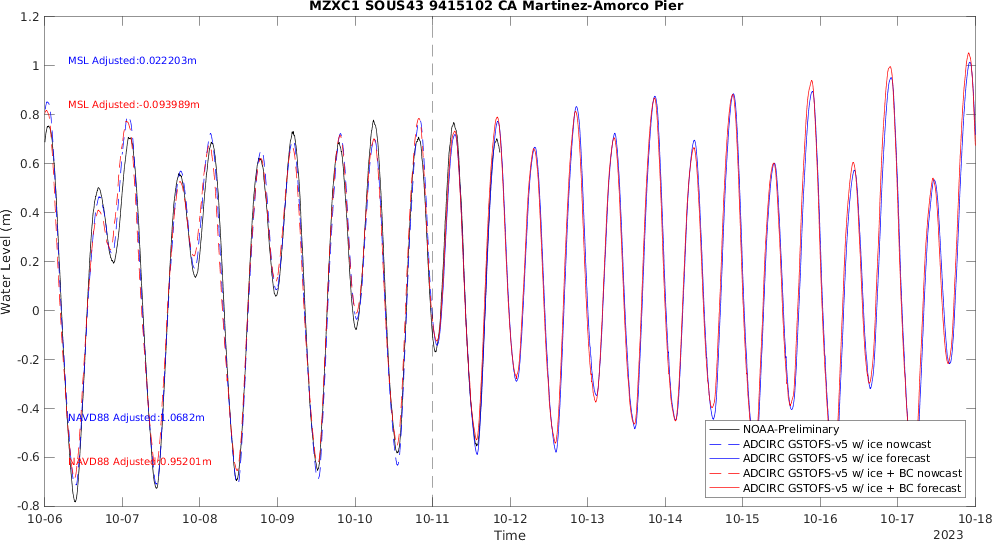 MZXC1 SOUS43 9415102 CA Martinez-Amorco Pier
1.2
1
0.8
0.6
0.4
0.2
0
-0.2
-0.4
-0.6
-0.8
Water Level (m)
MSL Adjusted:0.022203m
MSL Adjusted:-0.093989m
NAVD88 Adjusted:1.0682m
NAVD88 Adjusted:0.95201m
NOAA-Preliminary
ADCIRC GSTOFS-v5 w/ ice nowcast
ADCIRC GSTOFS-v5 w/ ice forecast
ADCIRC GSTOFS-v5 w/ ice + BC nowcast
ADCIRC GSTOFS-v5 w/ ice + BC forecast
10-06 10-07 10-08 10-09 10-10 10-11 10-12 10-13 10-14 10-15 10-16 10-17 10-18
Time
2023